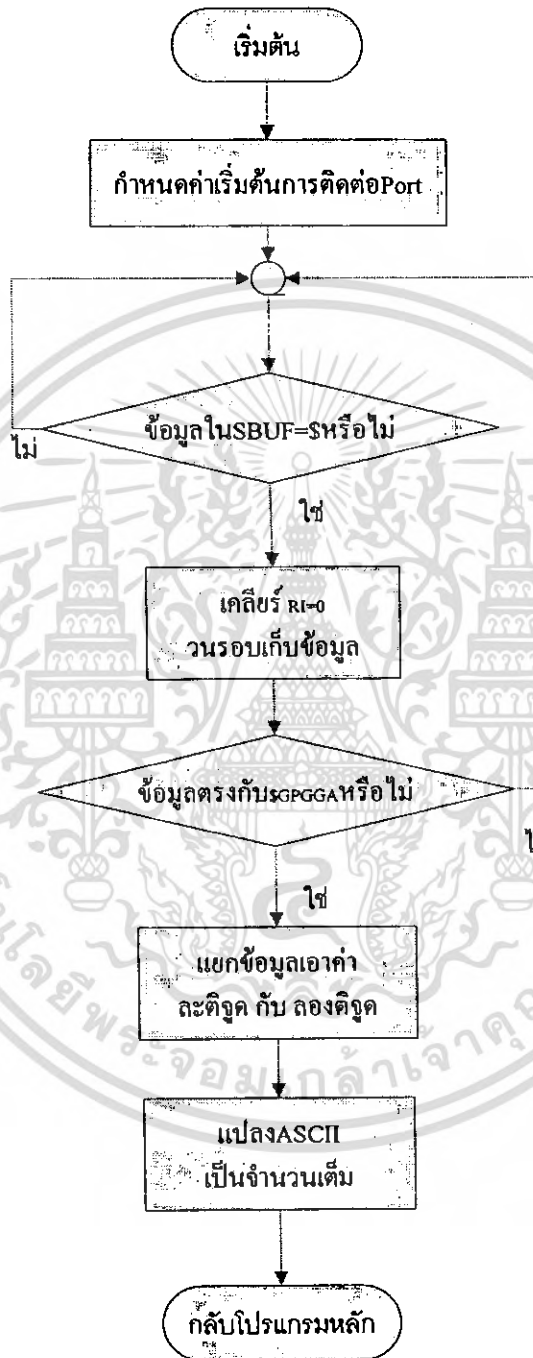 เริ่มต้น
กำหนดค่าเริ่มต้นการติดต่อPort
ข้อมูลในSBUF=$หรือไม่
ไม่
ใช่
เคลียร์ RI=0
วนรอบเก็บข้อมูล
ข้อมูลตรงกับ$GPGGAหรือไม่
ใช่
แยกข้อมูลเอาค่า
ละติจูด กับ ลองติจูด
แปลงASCII
เป็นจำนวนเต็ม
กลับโปรแกรมหลัก